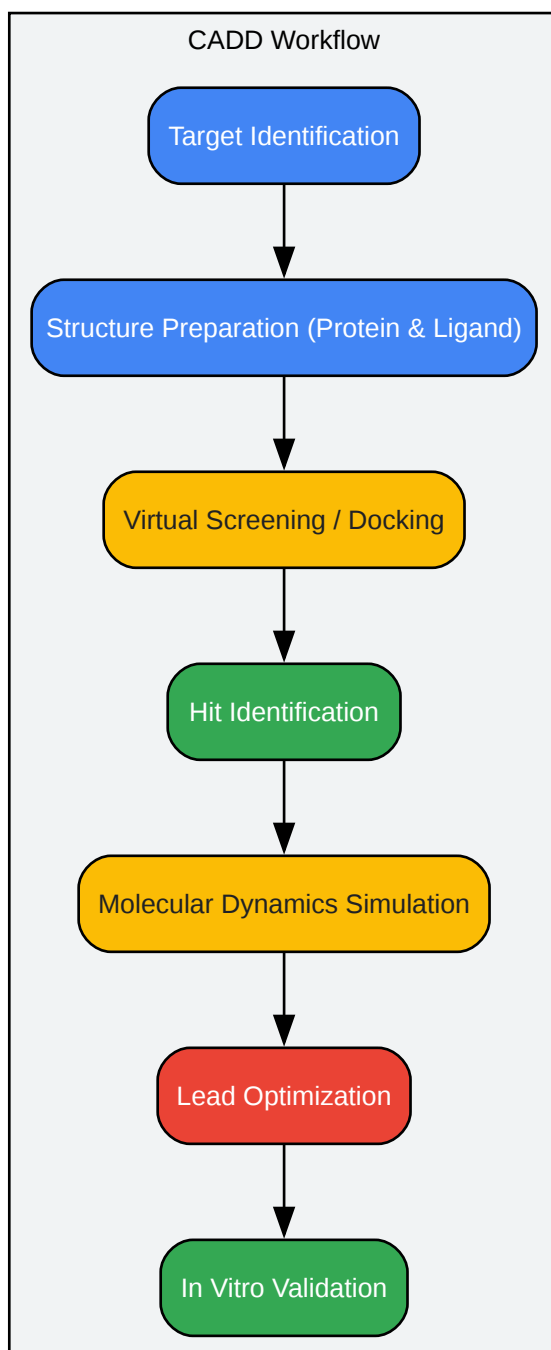 CADD Workflow
Target Identification
Structure Preparation (Protein & Ligand)
Virtual Screening / Docking
Hit Identification
Molecular Dynamics Simulation
Lead Optimization
In Vitro Validation